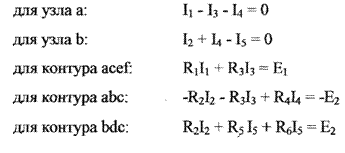 для узла a: I₁ - I₃ - I₄ = 0
для узла b: I₂ + I₄ - I₅ = 0
для контура acef: R₁I₁ + R₃I₃ = E₁
для контура abc: -R₂I₂ - R₃I₃ + R₄I₄ = -E₂
для контура bdc: R₂I₂ + R₅ I₅ + R₆I₅ = E₂